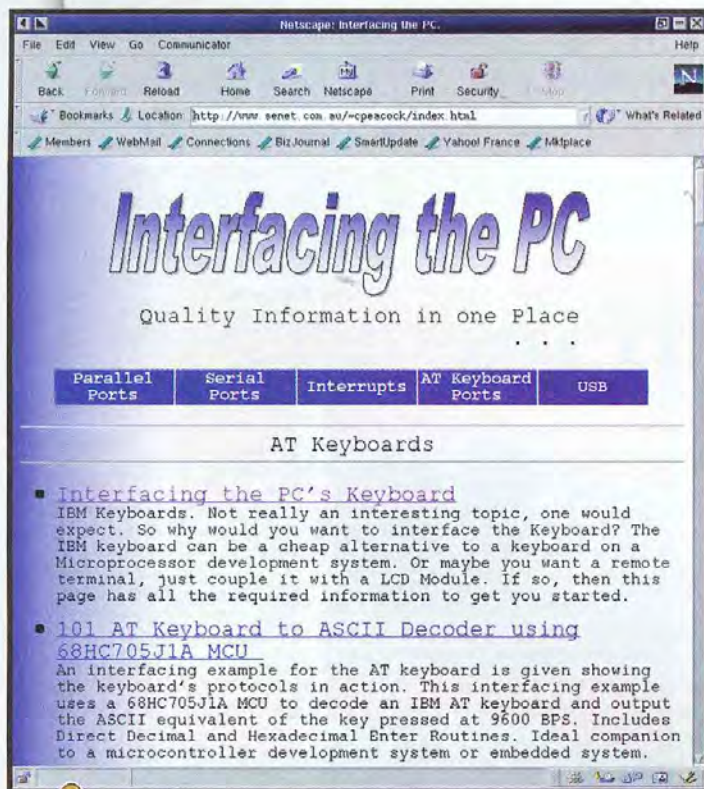 Netscape: Interfacing the PC.
File Edit View Go Communicator Help
Back Forward Reload Home Search Netscape Print Security Stop
Bookmarks Location: http://www.senet.com.au/~cpeacock/index.html What's Related
Members WebMail Connections BizJournal SmartUpdate Yahoo! France Mktplace
Interfacing the PC
Quality Information in one Place
. . .
Parallel Ports Serial Ports Interrupts AT Keyboard Ports USB
AT Keyboards
Interfacing the PC's Keyboard
IBM Keyboards. Not really an interesting topic, one would
expect. So why would you want to interface the Keyboard? The
IBM keyboard can be a cheap alternative to a keyboard on a
Microprocessor development system. Or maybe you want a remote
terminal, just couple it with a LCD Module. If so, then this
page has all the required information to get you started.
101 AT Keyboard to ASCII Decoder using
68HC705J1A MCU
An interfacing example for the AT keyboard is given showing
the keyboard's protocols in action. This interfacing example
uses a 68HC705J1A MCU to decode an IBM AT keyboard and output
the ASCII equivalent of the key pressed at 9600 BPS. Includes
Direct Decimal and Hexadecimal Enter Routines. Ideal companion
to a microcontroller development system or embedded system.